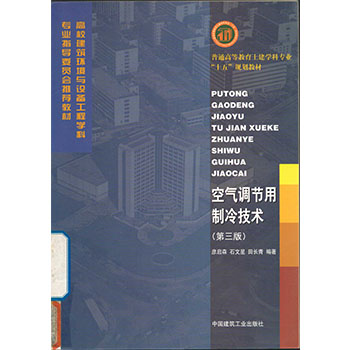 高校建筑环境与设备工程学科
专业指导委员会推荐教材
普通高等教育土建学科专业
“十五”规划教材
PUTONG
GAODENG
JIAOYU
TU JIAN XUEKE
ZHUANYE
SHIWU
GUIHUA
JIAOCAI
空气调节用
制冷技术
(第三版)
彦启森 石文星 田长青 编著
中国建筑工业出版社